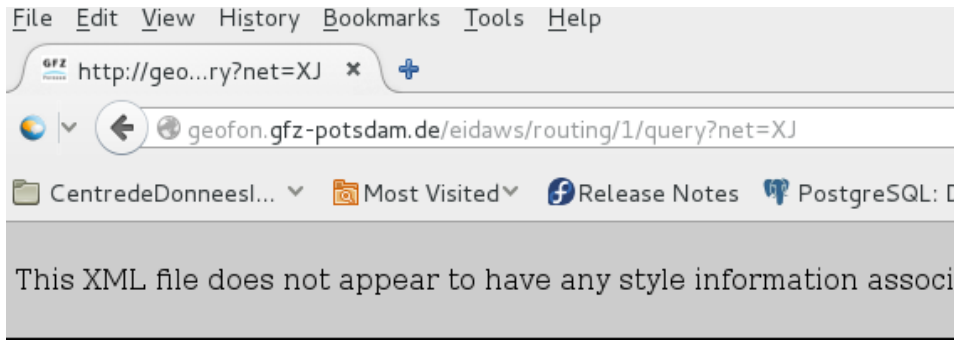 File Edit View History Bookmarks Tools Help
GFZ http://geo...ry?net=XJ
geofon.gfz-potsdam.de/eidaws/routing/1/query?net=XJ
CentredeDonneesI... Most Visited Release Notes PostgreSQL: D
This XML file does not appear to have any style information associ